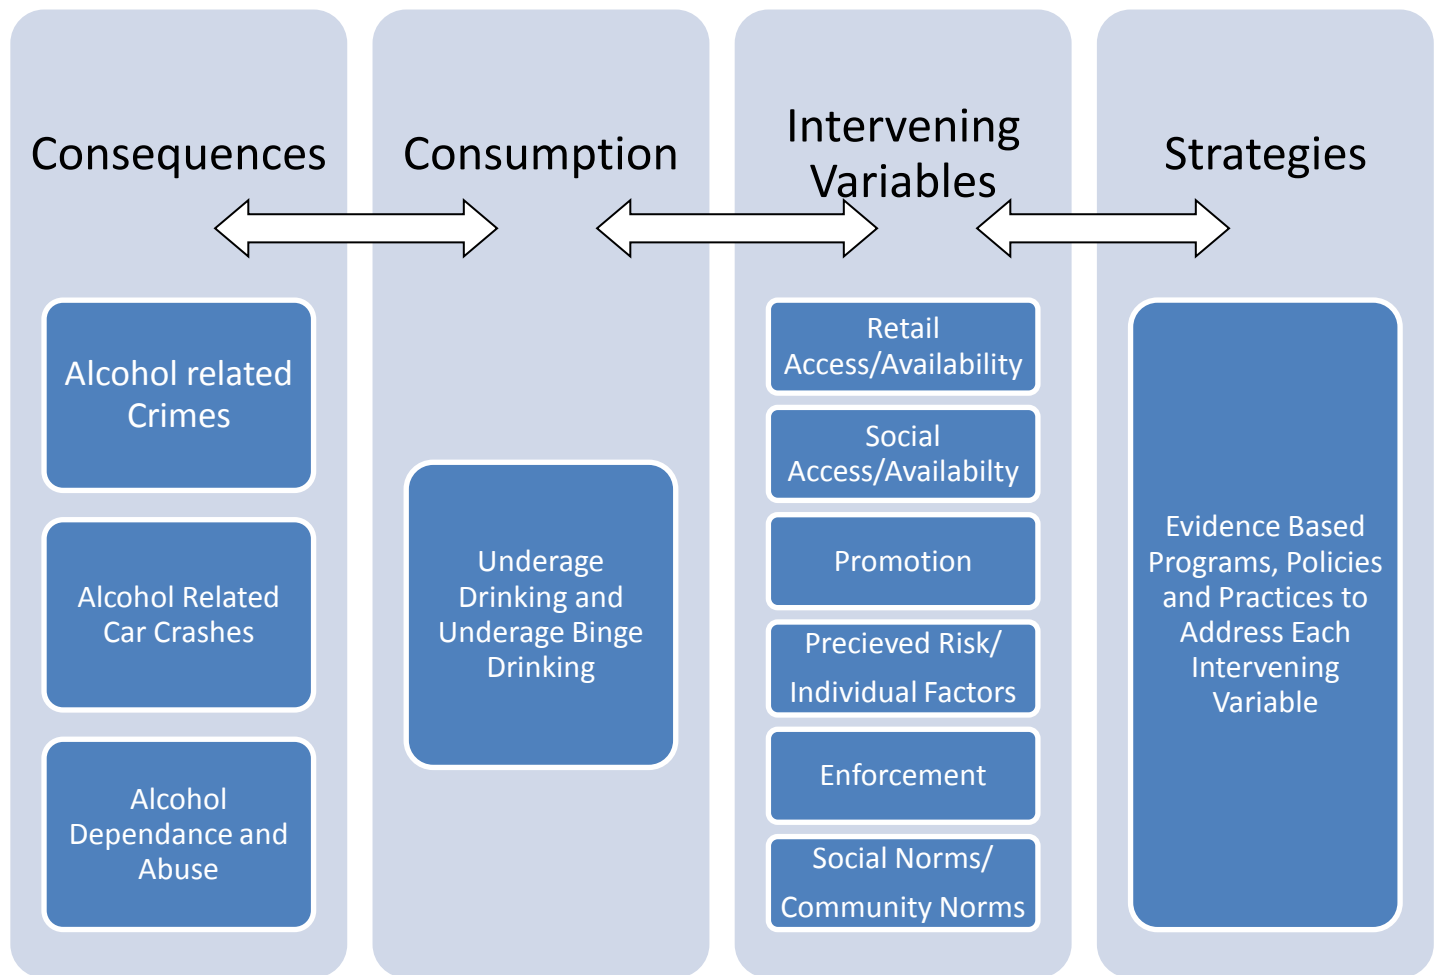 Consequences
Alcohol related
Crimes
Alcohol Related
Car Crashes
Alcohol
Dependance and
Abuse
Consumption
Underage
Drinking and
Underage Binge
Drinking
Intervening
Variables
Retail
Access/Availability
Social
Access/Availabilty
Promotion
Precieved Risk/
Individual Factors
Enforcement
Social Norms/
Community Norms
Strategies
Evidence Based
Programs, Policies
and Practices to
Address Each
Intervening
Variable